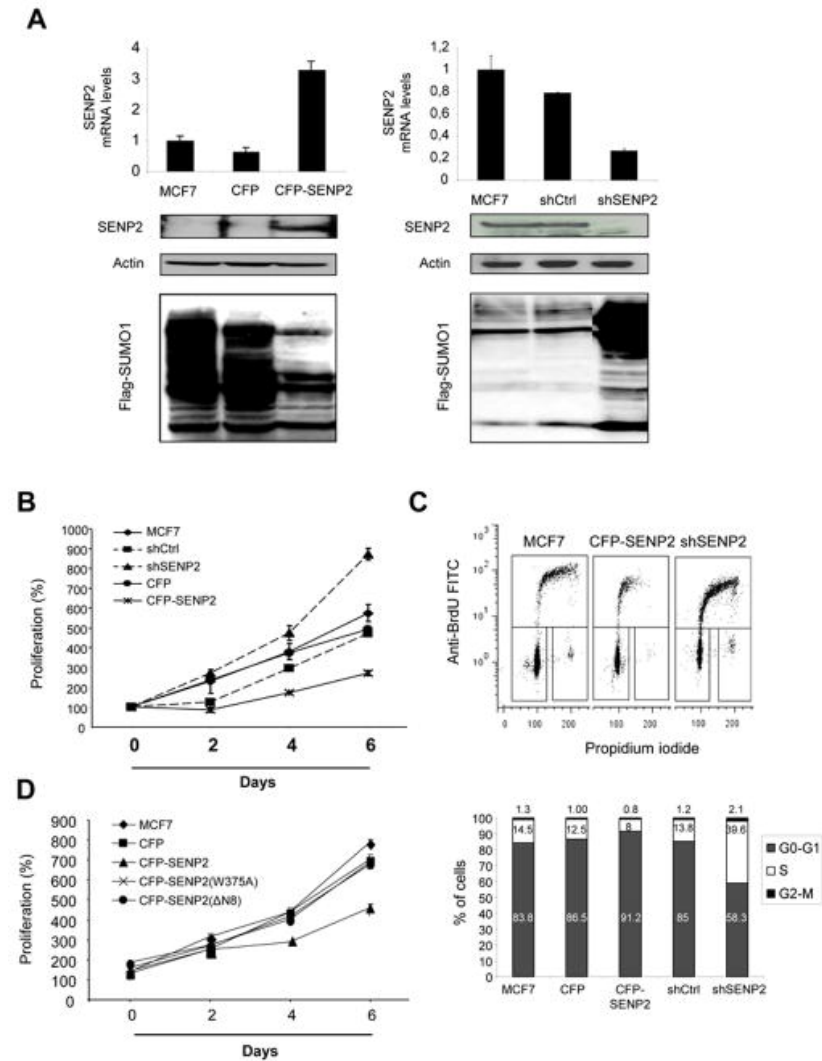 A
SENP2
mRNA levels
4
3
2
1
0
MCF7 CFP CFP-SENP2
SENP2
Actin
Flag-SUMO1
SENP2
mRNA levels
1,2
1
0,8
0,6
0,4
0,2
0
MCF7 shCtrl shSENP2
SENP2
Actin
Flag-SUMO1
B
MCF7
shCtrl
shSENP2
CFP
CFP-SENP2
Proliferation (%)
1000
900
800
700
600
500
400
300
200
100
0
0 2 4 6
Days
C
MCF7 CFP-SENP2 shSENP2
Anti-BrdU FITC
10³
10²
10¹
10⁰
0 100 200 0 100 200 0 100 200
Propidium iodide
D
MCF7
CFP
CFP-SENP2
CFP-SENP2(W375A)
CFP-SENP2(ΔN8)
Proliferation (%)
900
800
700
600
500
400
300
200
100
0
0 2 4 6
Days
% of cells
100
90
80
70
60
50
40
30
20
10
0
1.3 1.00 0.8 1.2 2.1
14.5 12.5 8 13.8 39.6
83.8 86.5 91.2 85 58.3
MCF7 CFP CFP-
SENP2 shCtrl shSENP2
G0-G1
S
G2-M